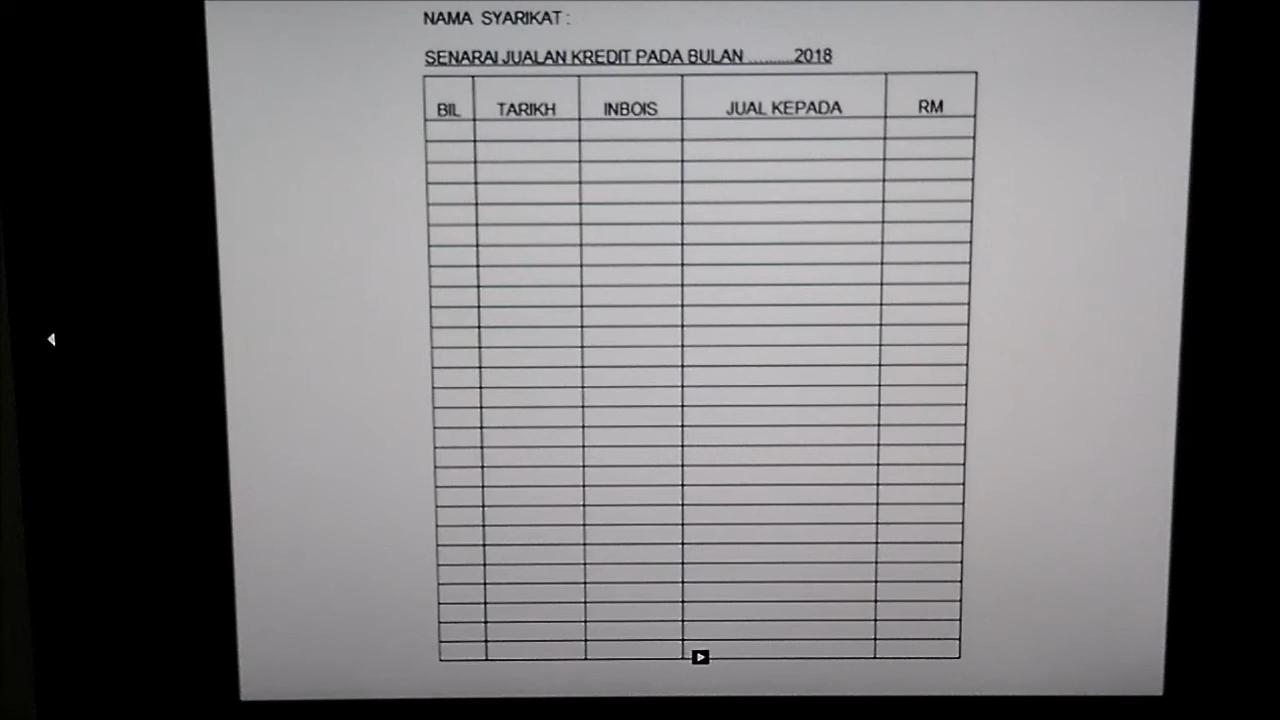 NAMA SYARIKAT :
SENARAI JUALAN KREDIT PADA BULAN ..........2018
BIL TARIKH INBOIS JUAL KEPADA RM